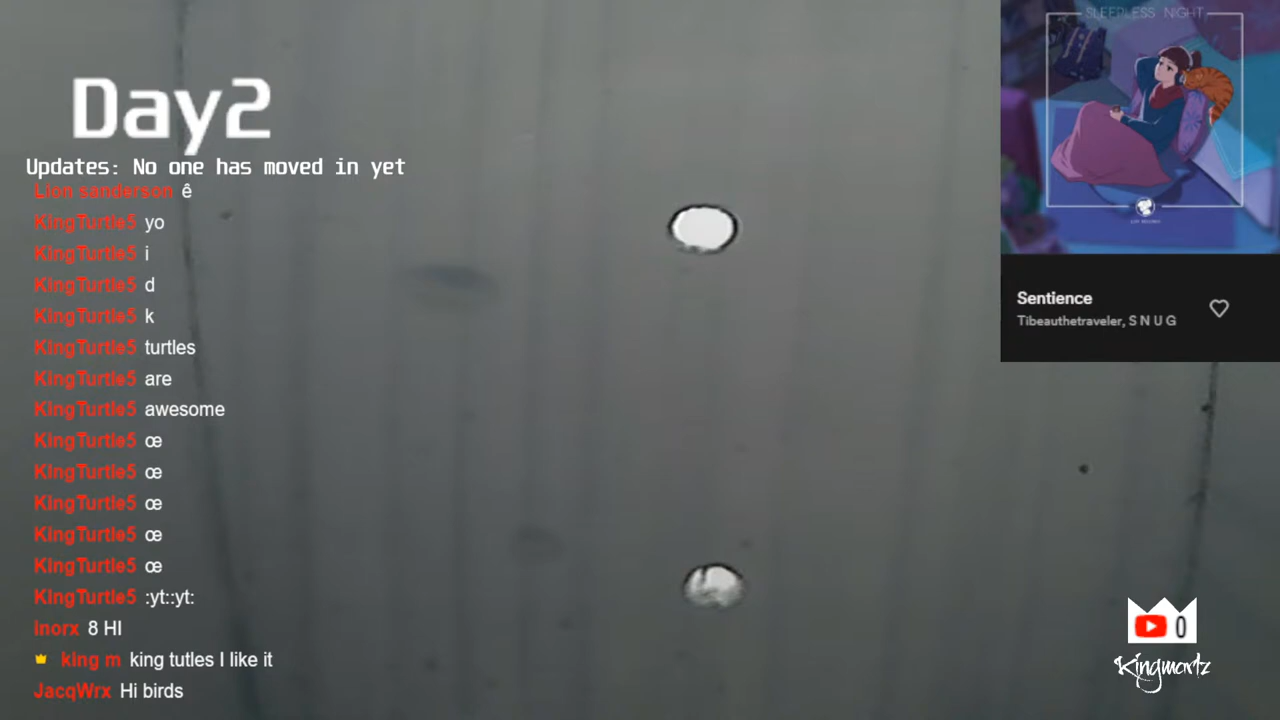 Day2
Updates: No one has moved in yet
Lion sanderson ê
KingTurtle5 yo
KingTurtle5 i
KingTurtle5 d
KingTurtle5 k
KingTurtle5 turtles
KingTurtle5 are
KingTurtle5 awesome
KingTurtle5 œ
KingTurtle5 œ
KingTurtle5 œ
KingTurtle5 œ
KingTurtle5 œ
KingTurtle5 :yt::yt:
inorx 8 HI
king m king tutles I like it
JacqWrx Hi birds
SLEEPLESS NIGHT
Sentience
Tibeauthetraveler, S N U G
0
Kingmartz